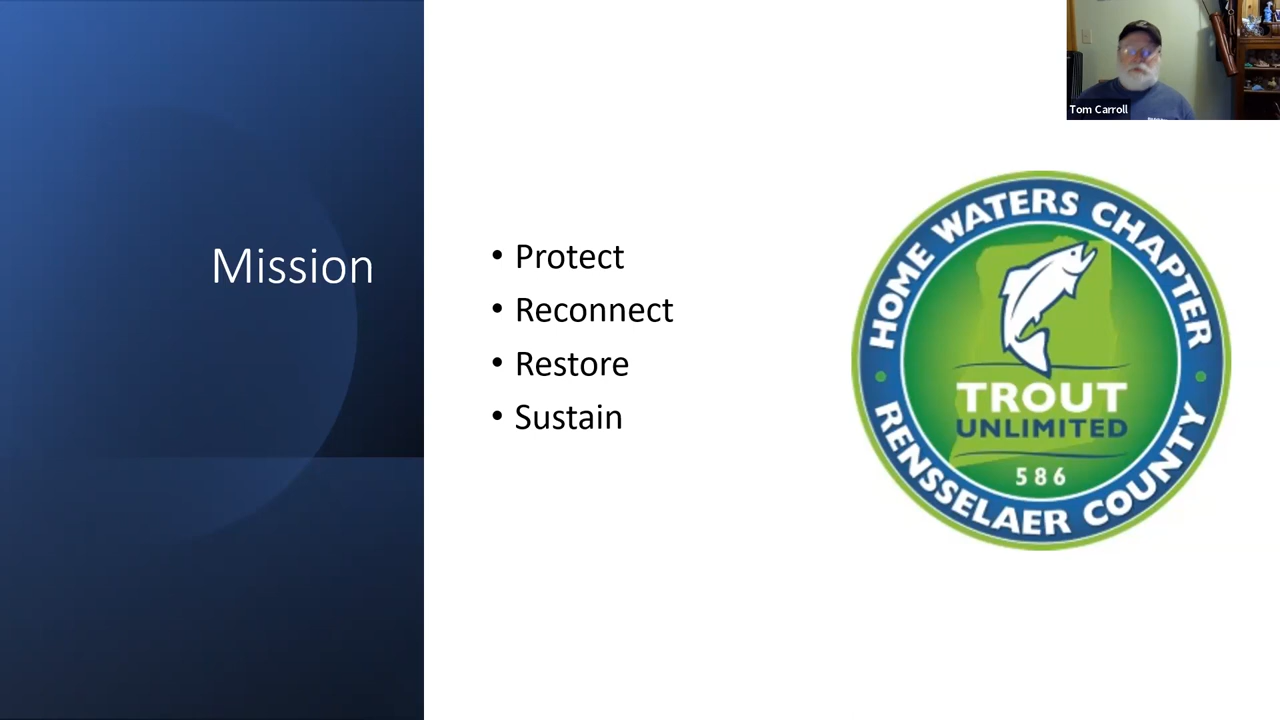 Mission
• Protect
• Reconnect
• Restore
• Sustain
Tom Carroll
HOME WATERS CHAPTER
TROUT
UNLIMITED
586
RENSSELAER COUNTY